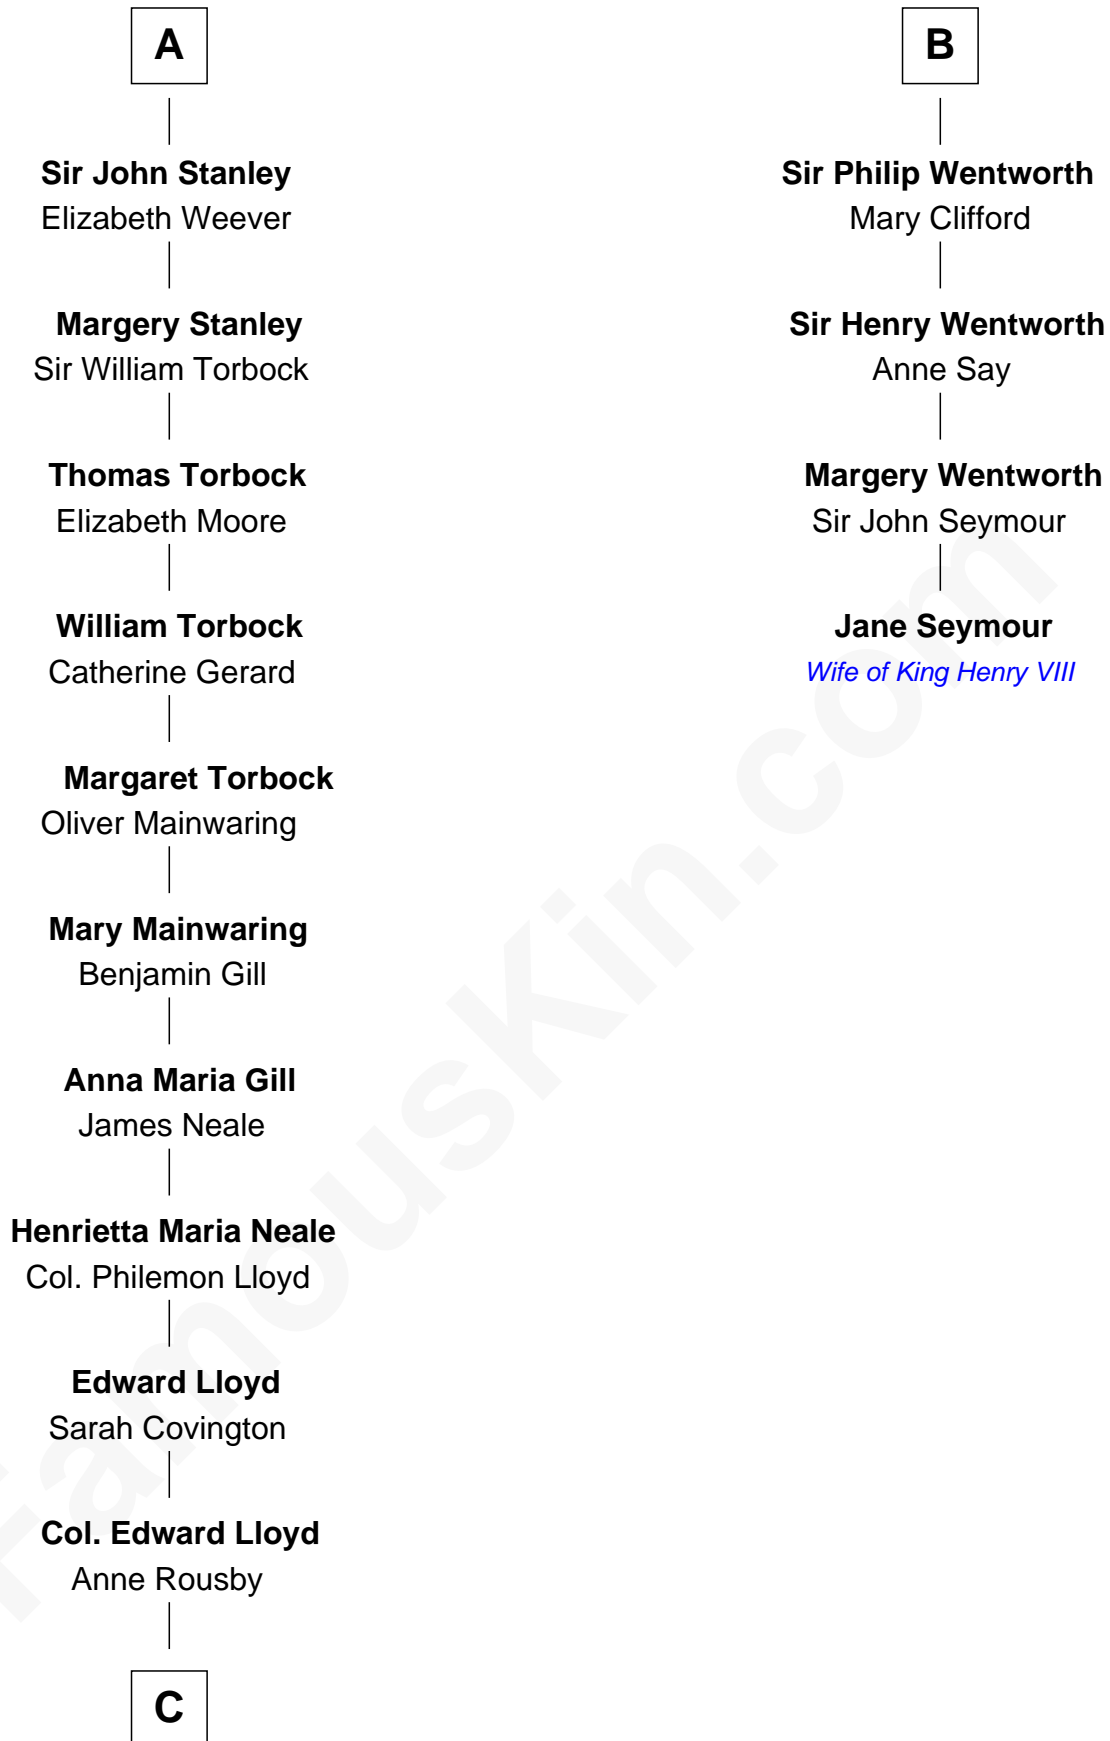 A
Sir John Stanley
Elizabeth Weever
Margery Stanley
Sir William Torbock
Thomas Torbock
Elizabeth Moore
William Torbock
Catherine Gerard
Margaret Torbock
Oliver Mainwaring
Mary Mainwaring
Benjamin Gill
Anna Maria Gill
James Neale
Henrietta Maria Neale
Col. Philemon Lloyd
Edward Lloyd
Sarah Covington
Col. Edward Lloyd
Anne Rousby
C
B
Sir Philip Wentworth
Mary Clifford
Sir Henry Wentworth
Anne Say
Margery Wentworth
Sir John Seymour
Jane Seymour
Wife of King Henry VIII
FamousKin.com